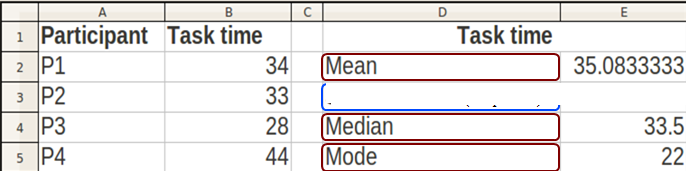 A B C D E
1 Participant Task time Task time
2 P1 34 Mean 35.0833333
3 P2 33
4 P3 28 Median 33.5
5 P4 44 Mode 22